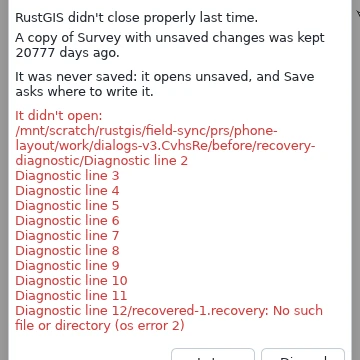 RustGIS didn't close properly last time.
A copy of Survey with unsaved changes was kept
20777 days ago.
It was never saved: it opens unsaved, and Save
asks where to write it.
It didn't open:
/mnt/scratch/rustgis/field-sync/prs/phone-
layout/work/dialogs-v3.CvhsRe/before/recovery-
diagnostic/Diagnostic line 2
Diagnostic line 3
Diagnostic line 4
Diagnostic line 5
Diagnostic line 6
Diagnostic line 7
Diagnostic line 8
Diagnostic line 9
Diagnostic line 10
Diagnostic line 11
Diagnostic line 12/recovered-1.recovery: No such
file or directory (os error 2)